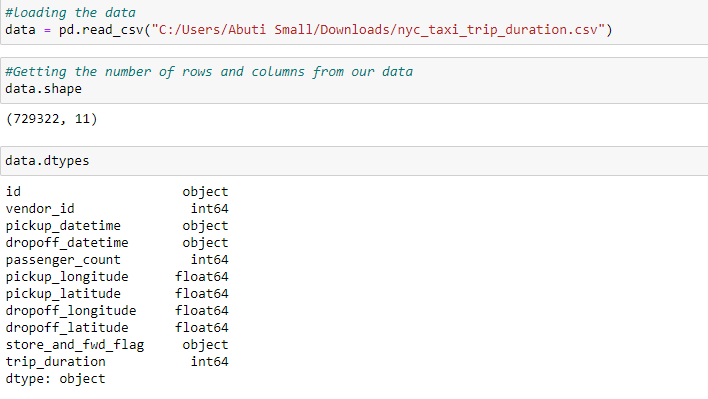 #loading the data
data = pd.read_csv("C:/Users/Abuti Small/Downloads/nyc_taxi_trip_duration.csv")
#Getting the number of rows and columns from our data
data.shape
(729322, 11)
data.dtypes
id object
vendor_id int64
pickup_datetime object
dropoff_datetime object
passenger_count int64
pickup_longitude float64
pickup_latitude float64
dropoff_longitude float64
dropoff_latitude float64
store_and_fwd_flag object
trip_duration int64
dtype: object